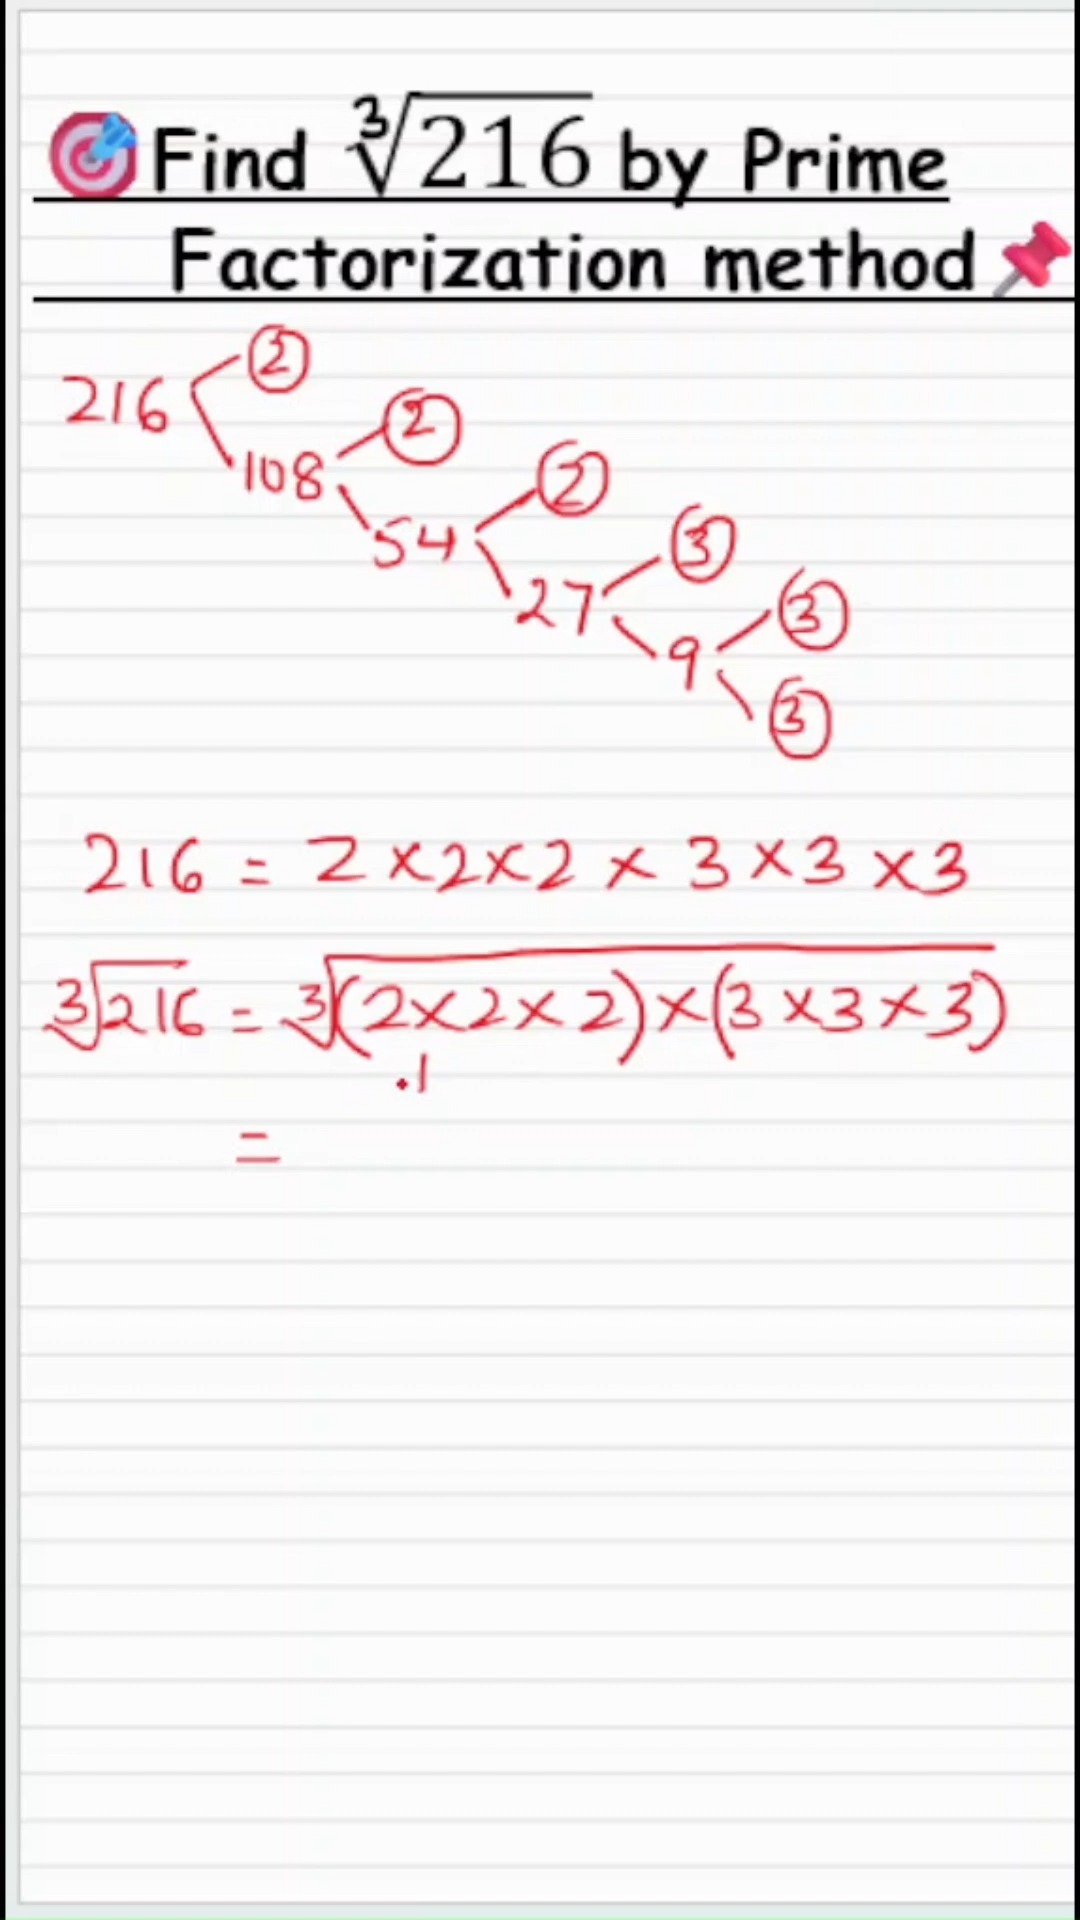 Find ∛216 by Prime
Factorization method
216 2
108 2
54 2
27 3
9 3
3
216 = 2 × 2 × 2 × 3 × 3 × 3
∛216 = ∛(2 × 2 × 2) × (3 × 3 × 3)
=